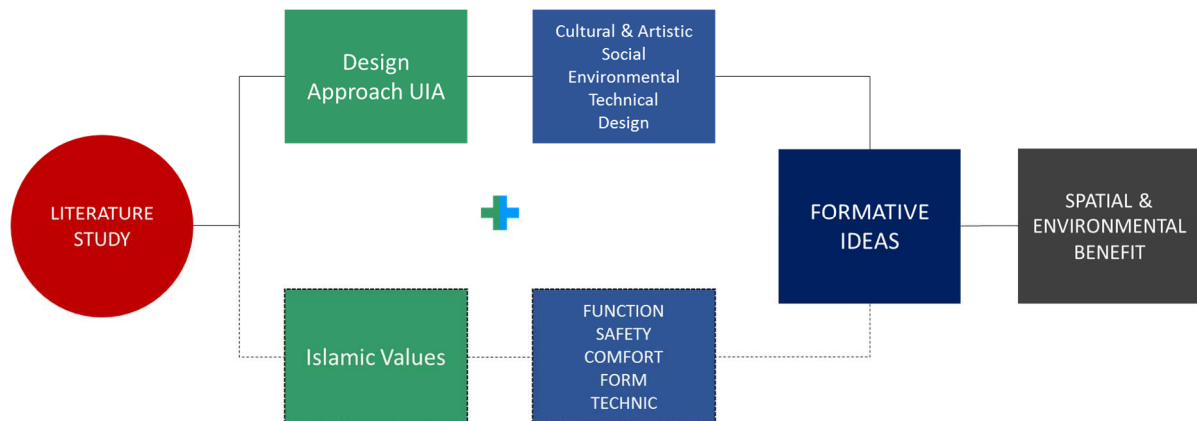 LITERATURE
STUDY
Design
Approach UIA
Cultural & Artistic
Social
Environmental
Technical
Design
Islamic Values
FUNCTION
SAFETY
COMFORT
FORM
TECHNIC
FORMATIVE
IDEAS
SPATIAL &
ENVIRONMENTAL
BENEFIT